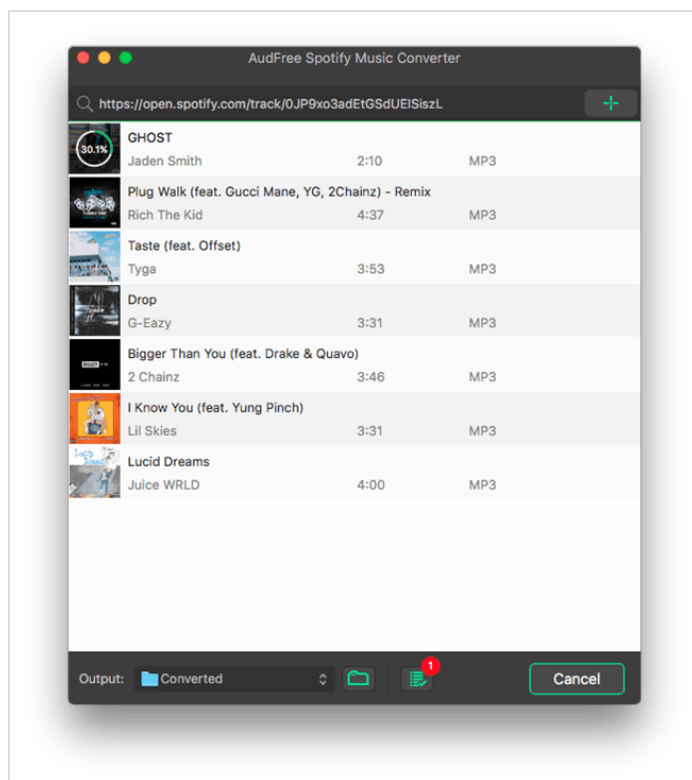 AudFree Spotify Music Converter
https://open.spotify.com/track/0JP9xo3adEtGSdUEISiszL
30.1%
GHOST
Jaden Smith 2:10 MP3
Plug Walk (feat. Gucci Mane, YG, 2Chainz) - Remix
Rich The Kid 4:37 MP3
Taste (feat. Offset)
Tyga 3:53 MP3
Drop
G-Eazy 3:31 MP3
Bigger Than You (feat. Drake & Quavo)
2 Chainz 3:46 MP3
I Know You (feat. Yung Pinch)
Lil Skies 3:31 MP3
Lucid Dreams
Juice WRLD 4:00 MP3
1
Output: Converted Cancel